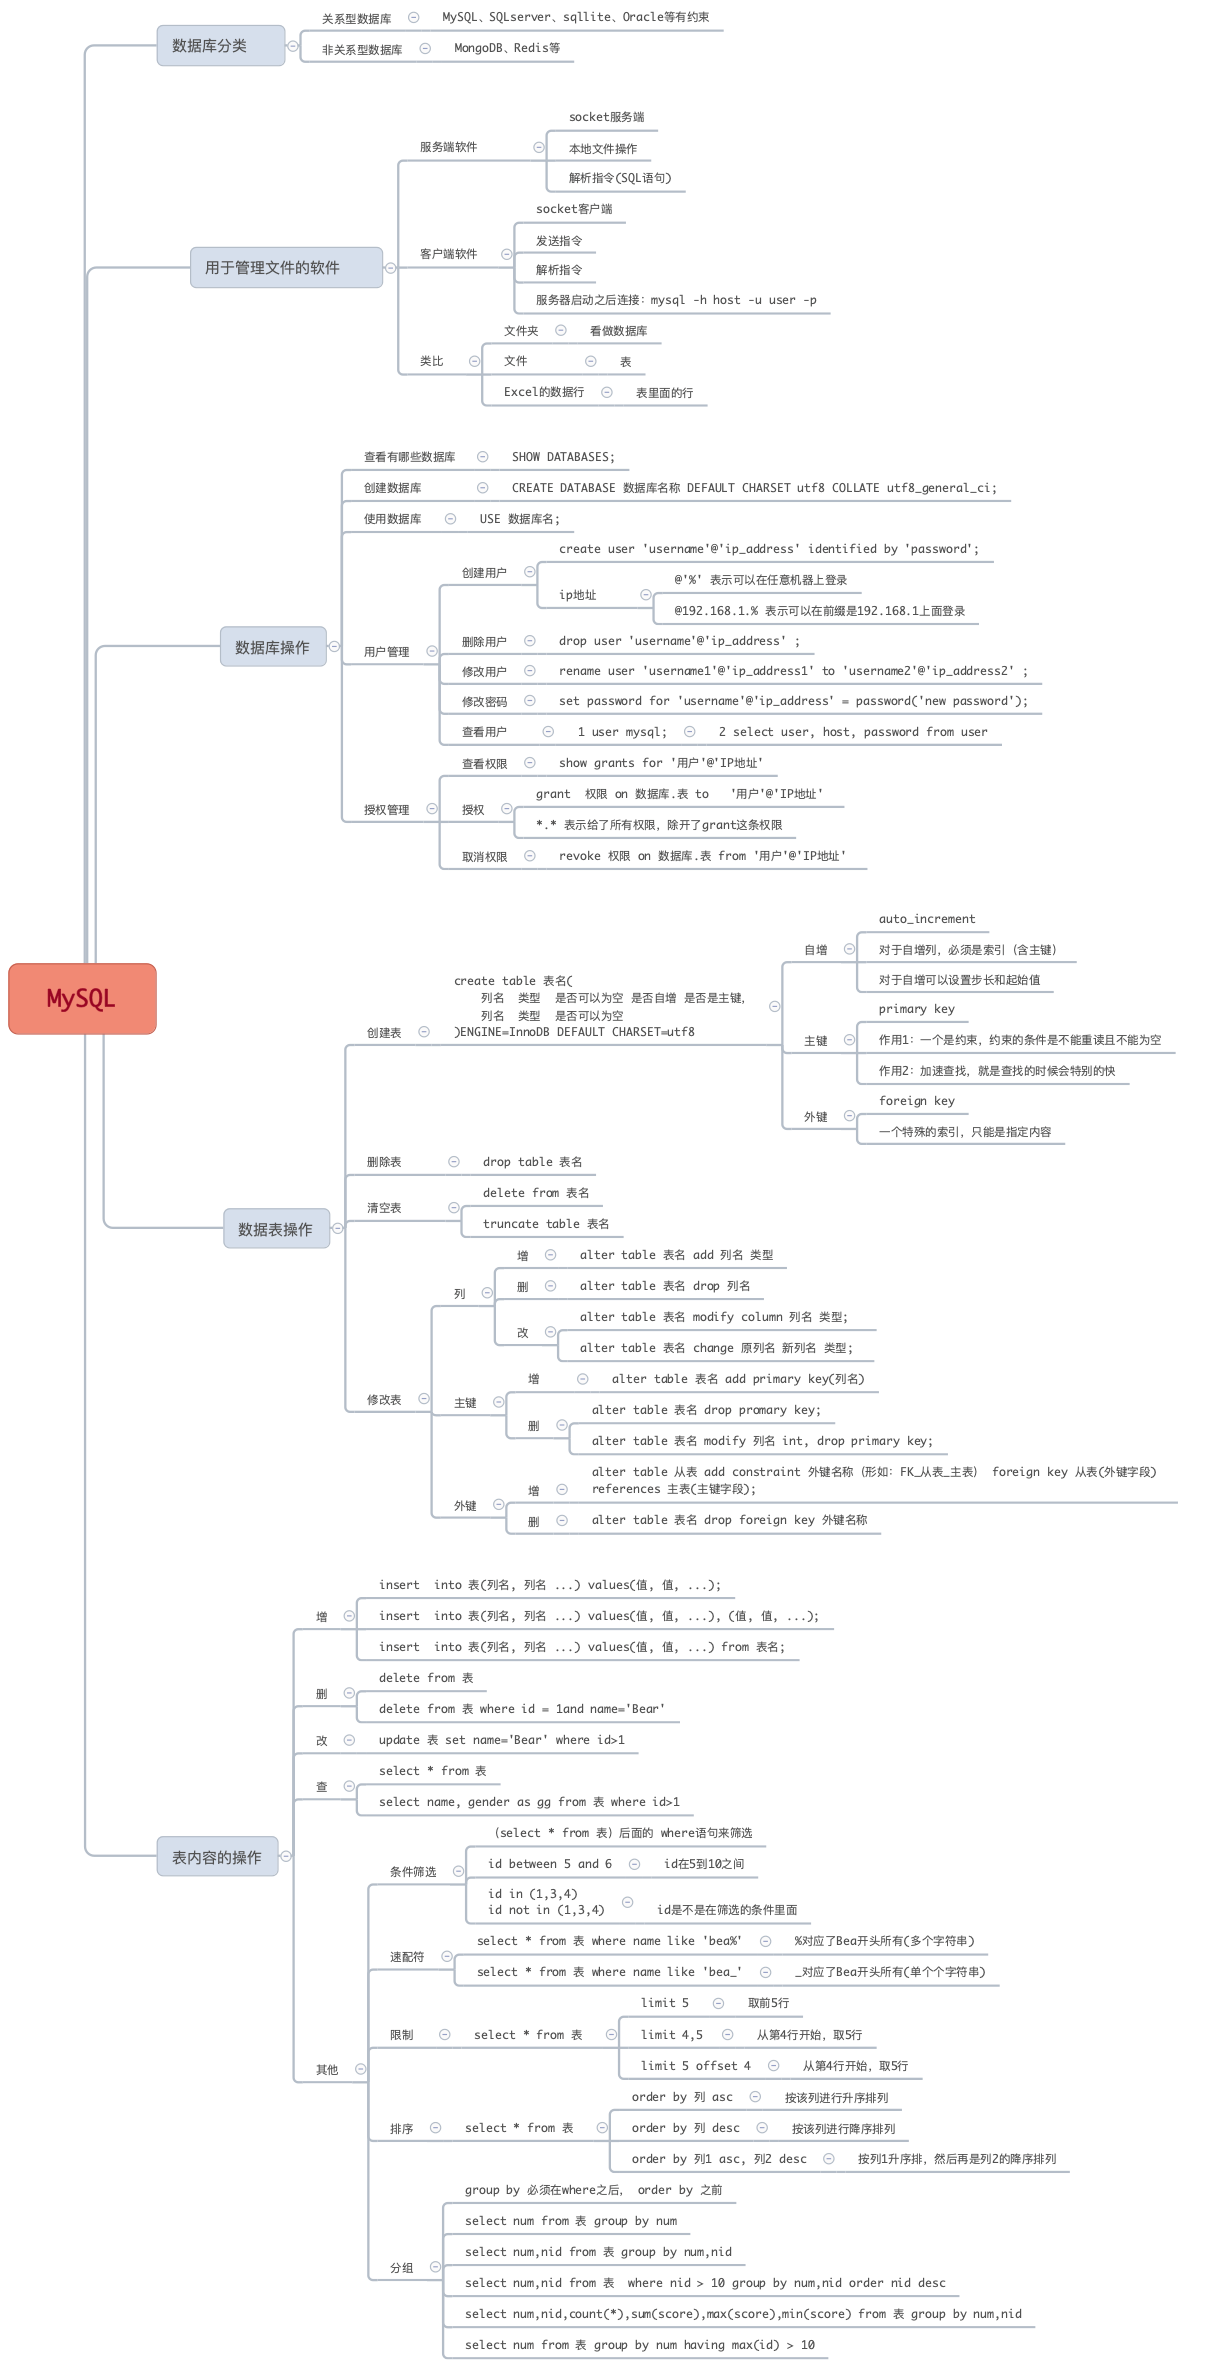 MySQL
数据库分类
关系型数据库
MySQL、SQLserver、sqllite、Oracle等有约束
非关系型数据库
MongoDB、Redis等
用于管理文件的软件
服务端软件
socket服务端
本地文件操作
解析指令(SQL语句)
客户端软件
socket客户端
发送指令
解析指令
服务器启动之后连接：mysql -h host -u user -p
类比
文件夹
看做数据库
文件
表
Excel的数据行
表里面的行
数据库操作
查看有哪些数据库
SHOW DATABASES;
创建数据库
CREATE DATABASE 数据库名称 DEFAULT CHARSET utf8 COLLATE utf8_general_ci;
使用数据库
USE 数据库名;
用户管理
创建用户
create user 'username'@'ip_address' identified by 'password';
ip地址
@'%' 表示可以在任意机器上登录
@192.168.1.% 表示可以在前缀是192.168.1上面登录
删除用户
drop user 'username'@'ip_address' ;
修改用户
rename user 'username1'@'ip_address1' to 'username2'@'ip_address2' ;
修改密码
set password for 'username'@'ip_address' = password('new password');
查看用户
1 user mysql;
2 select user, host, password from user
授权管理
查看权限
show grants for '用户'@'IP地址'
授权
grant  权限 on 数据库.表 to   '用户'@'IP地址'
*.* 表示给了所有权限，除开了grant这条权限
取消权限
revoke 权限 on 数据库.表 from '用户'@'IP地址'
数据表操作
创建表
create table 表名(
列名  类型  是否可以为空 是否自增 是否是主键，
列名  类型  是否可以为空
)ENGINE=InnoDB DEFAULT CHARSET=utf8
自增
auto_increment
对于自增列，必须是索引（含主键）
对于自增可以设置步长和起始值
主键
primary key
作用1：一个是约束，约束的条件是不能重读且不能为空
作用2：加速查找，就是查找的时候会特别的快
外键
foreign key
一个特殊的索引，只能是指定内容
删除表
drop table 表名
清空表
delete from 表名
truncate table 表名
修改表
列
增
alter table 表名 add 列名 类型
删
alter table 表名 drop 列名
改
alter table 表名 modify column 列名 类型;
alter table 表名 change 原列名 新列名 类型;
主键
增
alter table 表名 add primary key(列名)
删
alter table 表名 drop promary key;
alter table 表名 modify 列名 int, drop primary key;
外键
增
alter table 从表 add constraint 外键名称（形如：FK_从表_主表） foreign key 从表(外键字段)
references 主表(主键字段);
删
alter table 表名 drop foreign key 外键名称
表内容的操作
增
insert  into 表(列名, 列名 ...) values(值, 值, ...);
insert  into 表(列名, 列名 ...) values(值, 值, ...), (值, 值, ...);
insert  into 表(列名, 列名 ...) values(值, 值, ...) from 表名;
删
delete from 表
delete from 表 where id = 1and name='Bear'
改
update 表 set name='Bear' where id>1
查
select * from 表
select name, gender as gg from 表 where id>1
其他
条件筛选
（select * from 表）后面的 where语句来筛选
id between 5 and 6
id在5到10之间
id in (1,3,4)
id not in (1,3,4)
id是不是在筛选的条件里面
速配符
select * from 表 where name like 'bea%'
%对应了Bea开头所有(多个字符串)
select * from 表 where name like 'bea_'
_对应了Bea开头所有(单个个字符串)
限制
select * from 表
limit 5
取前5行
limit 4,5
从第4行开始，取5行
limit 5 offset 4
从第4行开始，取5行
排序
select * from 表
order by 列 asc
按该列进行升序排列
order by 列 desc
按该列进行降序排列
order by 列1 asc, 列2 desc
按列1升序排，然后再是列2的降序排列
分组
group by 必须在where之后， order by 之前
select num from 表 group by num
select num,nid from 表 group by num,nid
select num,nid from 表  where nid > 10 group by num,nid order nid desc
select num,nid,count(*),sum(score),max(score),min(score) from 表 group by num,nid
select num from 表 group by num having max(id) > 10